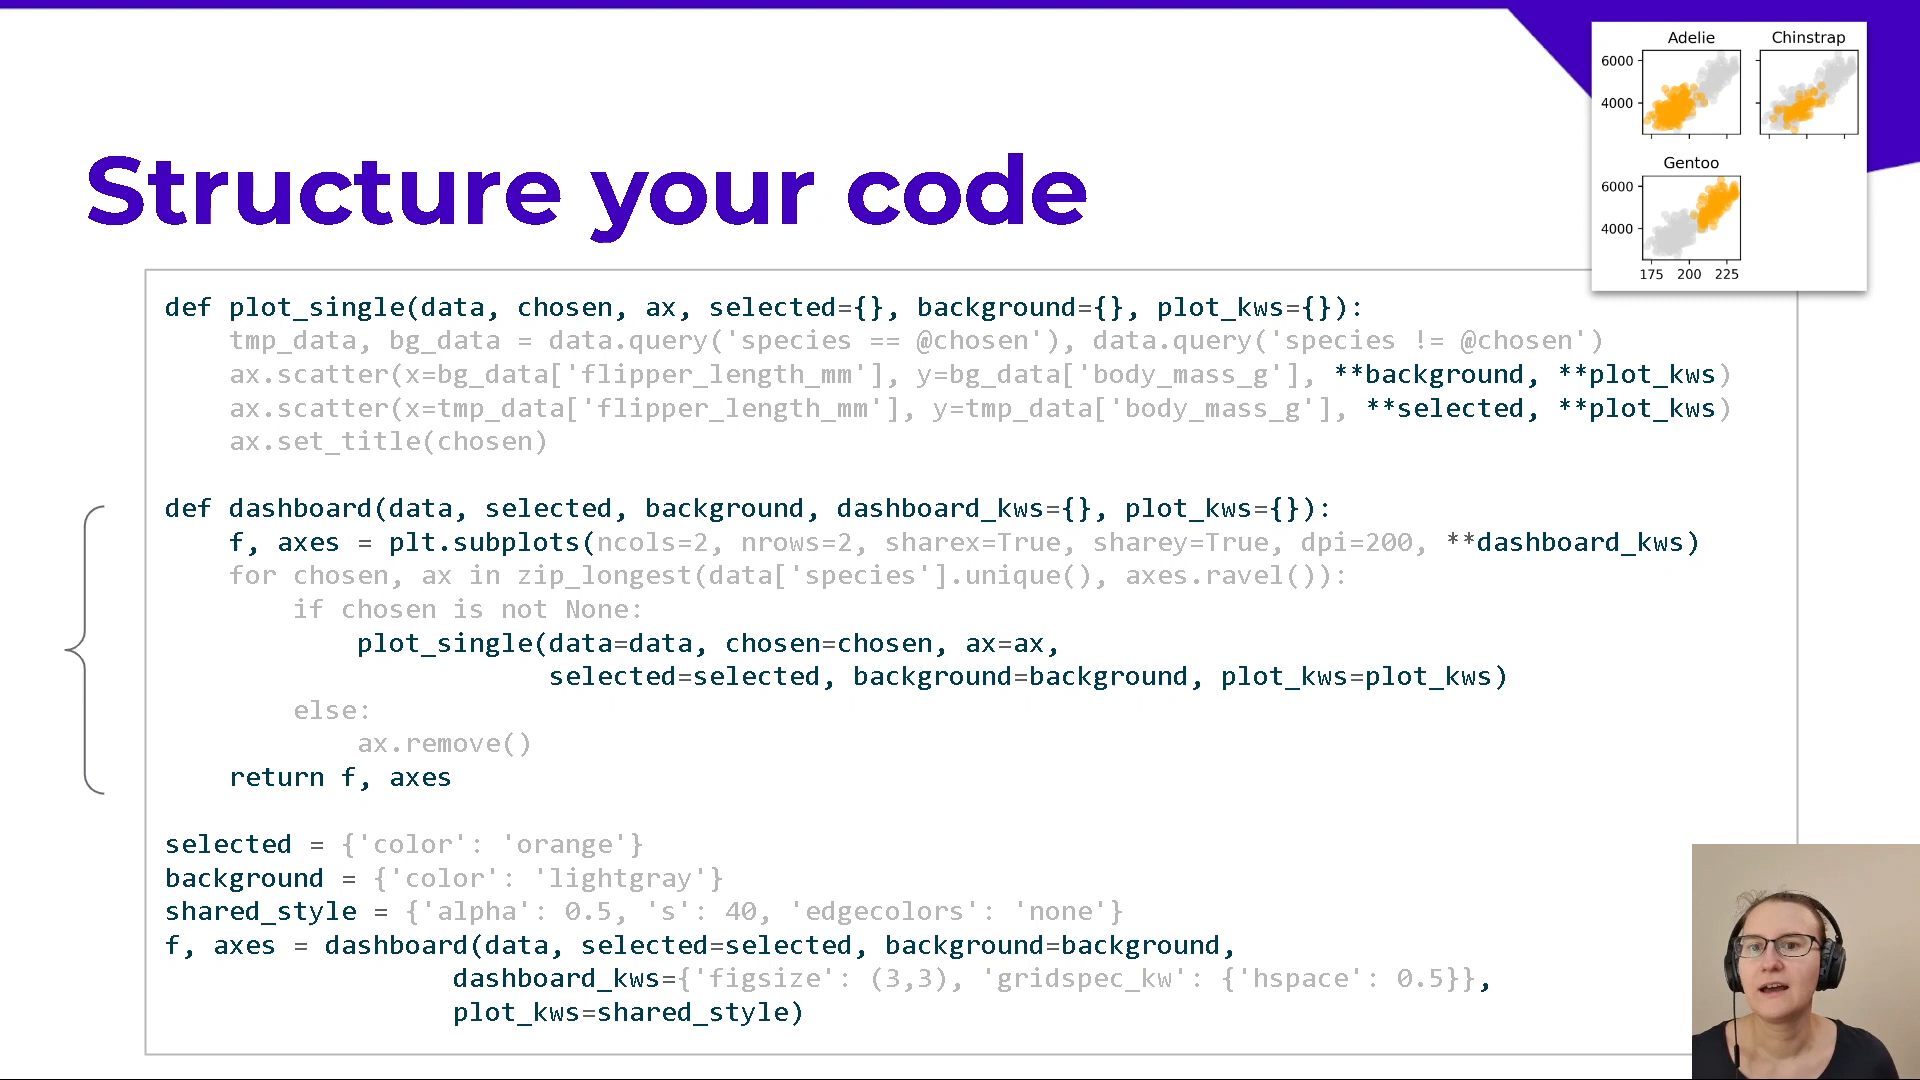 Structure your code
Adelie
Chinstrap
6000
4000
Gentoo
6000
4000
175 200 225
def plot_single(data, chosen, ax, selected={}, background={}, plot_kws={}):
    tmp_data, bg_data = data.query('species == @chosen'), data.query('species != @chosen')
    ax.scatter(x=bg_data['flipper_length_mm'], y=bg_data['body_mass_g'], **background, **plot_kws)
    ax.scatter(x=tmp_data['flipper_length_mm'], y=tmp_data['body_mass_g'], **selected, **plot_kws)
    ax.set_title(chosen)
def dashboard(data, selected, background, dashboard_kws={}, plot_kws={}):
    f, axes = plt.subplots(ncols=2, nrows=2, sharex=True, sharey=True, dpi=200, **dashboard_kws)
    for chosen, ax in zip_longest(data['species'].unique(), axes.ravel()):
        if chosen is not None:
            plot_single(data=data, chosen=chosen, ax=ax,
                        selected=selected, background=background, plot_kws=plot_kws)
        else:
            ax.remove()
    return f, axes
selected = {'color': 'orange'}
background = {'color': 'lightgray'}
shared_style = {'alpha': 0.5, 's': 40, 'edgecolors': 'none'}
f, axes = dashboard(data, selected=selected, background=background,
                  dashboard_kws={'figsize': (3,3), 'gridspec_kw': {'hspace': 0.5}},
                  plot_kws=shared_style)